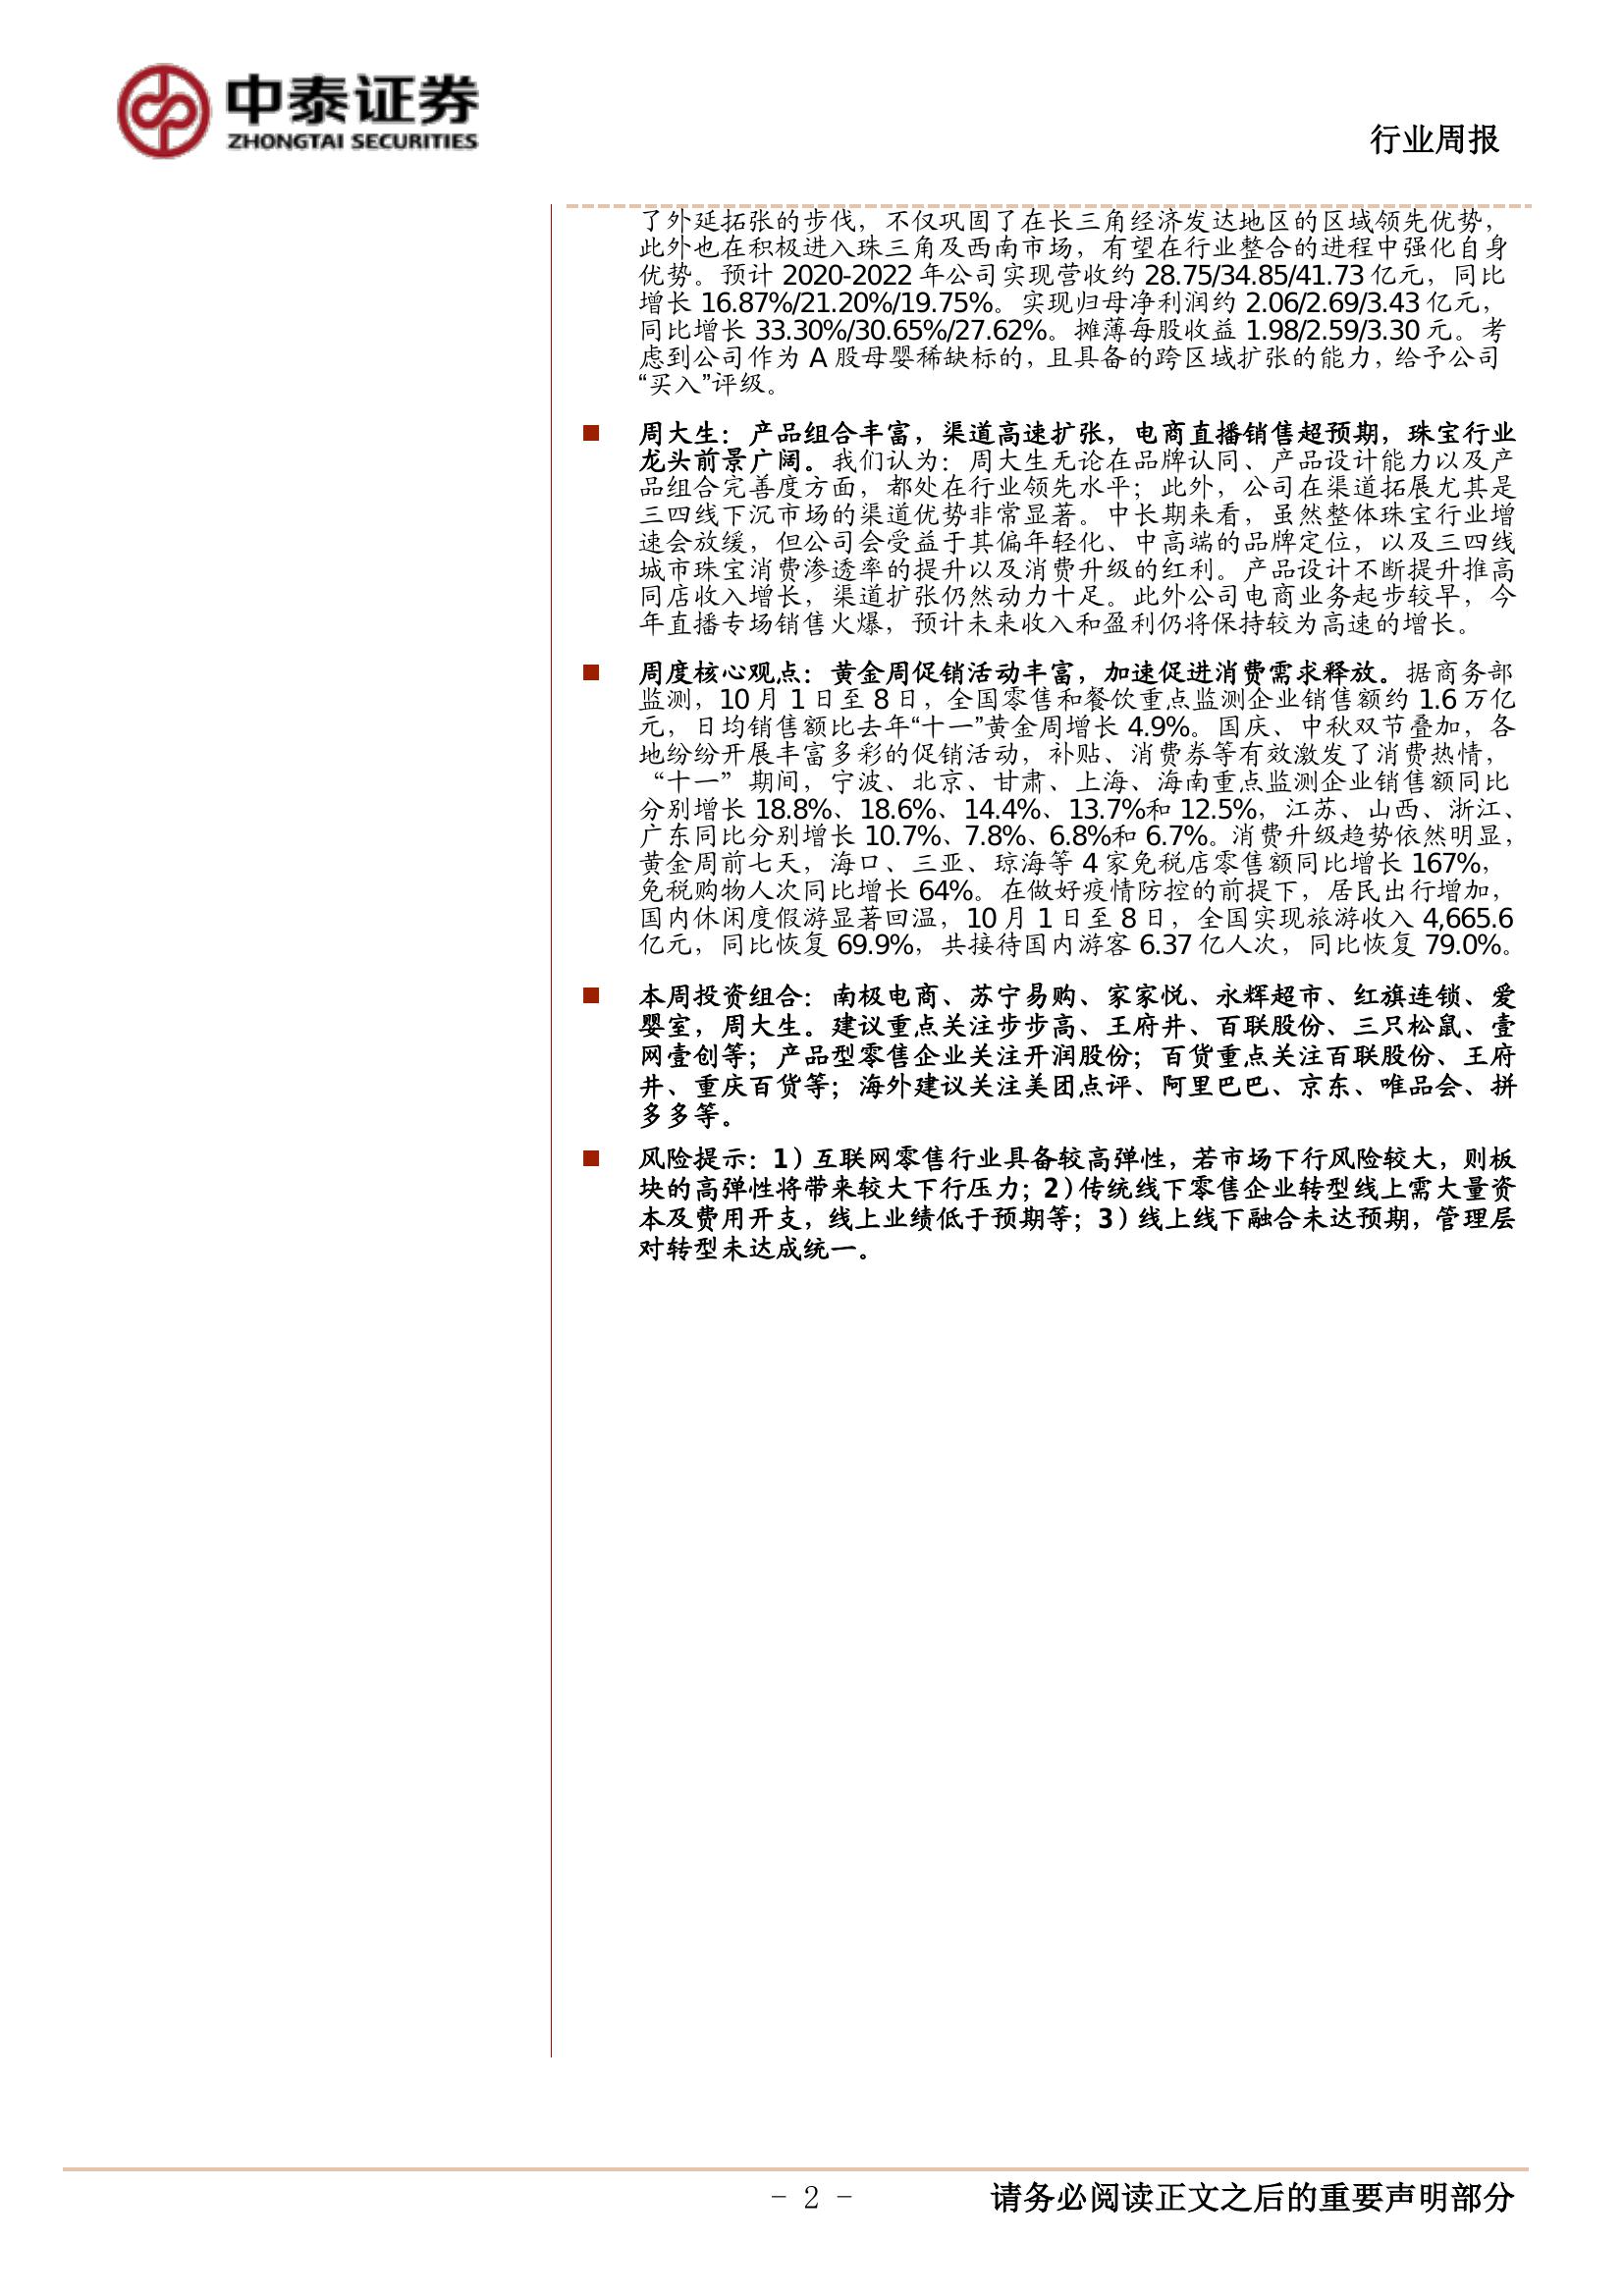 中泰证券
ZHONGTAI SECURITIES
行业周报
了外延拓张的步伐，不仅巩固了在长三角经济发达地区的区域领先优势，
此外也在积极进入珠三角及西南市场，有望在行业整合的进程中强化自身
优势。预计 2020-2022 年公司实现营收约 28.75/34.85/41.73 亿元，同比
增长 16.87%/21.20%/19.75%。实现归母净利润约 2.06/2.69/3.43 亿元，
同比增长 33.30%/30.65%/27.62%。摊薄每股收益 1.98/2.59/3.30 元。考
虑到公司作为 A 股母婴稀缺标的，且具备的跨区域扩张的能力，给予公司
“买入”评级。
■ 周大生：产品组合丰富，渠道高速扩张，电商直播销售超预期，珠宝行业
龙头前景广阔。我们认为：周大生无论在品牌认同、产品设计能力以及产
品组合完善度方面，都处在行业领先水平；此外，公司在渠道拓展尤其是
三四线下沉市场的渠道优势非常显著。中长期来看，虽然整体珠宝行业增
速会放缓，但公司会受益于其偏年轻化、中高端的品牌定位，以及三四线
城市珠宝消费渗透率的提升以及消费升级的红利。产品设计不断提升推高
同店收入增长，渠道扩张仍然动力十足。此外公司电商业务起步较早，今
年直播专场销售火爆，预计未来收入和盈利仍将保持较为高速的增长。
■ 周度核心观点：黄金周促销活动丰富，加速促进消费需求释放。据商务部
监测，10 月 1 日至 8 日，全国零售和餐饮重点监测企业销售额约 1.6 万亿
元，日均销售额比去年“十一”黄金周增长 4.9%。国庆、中秋双节叠加，各
地纷纷开展丰富多彩的促销活动，补贴、消费券等有效激发了消费热情，
“十一” 期间，宁波、北京、甘肃、上海、海南重点监测企业销售额同比
分别增长 18.8%、18.6%、14.4%、13.7%和 12.5%，江苏、山西、浙江、
广东同比分别增长 10.7%、7.8%、6.8%和 6.7%。消费升级趋势依然明显，
黄金周前七天，海口、三亚、琼海等 4 家免税店零售额同比增长 167%，
免税购物人次同比增长 64%。在做好疫情防控的前提下，居民出行增加，
国内休闲度假游显著回温，10 月 1 日至 8 日，全国实现旅游收入 4,665.6
亿元，同比恢复 69.9%，共接待国内游客 6.37 亿人次，同比恢复 79.0%。
■ 本周投资组合：南极电商、苏宁易购、家家悦、永辉超市、红旗连锁、爱
婴室，周大生。建议重点关注步步高、王府井、百联股份、三只松鼠、壹
网壹创等；产品型零售企业关注开润股份；百货重点关注百联股份、王府
井、重庆百货等；海外建议关注美团点评、阿里巴巴、京东、唯品会、拼
多多等。
■ 风险提示：1）互联网零售行业具备较高弹性，若市场下行风险较大，则板
块的高弹性将带来较大下行压力；2）传统线下零售企业转型线上需大量资
本及费用开支，线上业绩低于预期等；3）线上线下融合未达预期，管理层
对转型未达成统一。
- 2 -
请务必阅读正文之后的重要声明部分